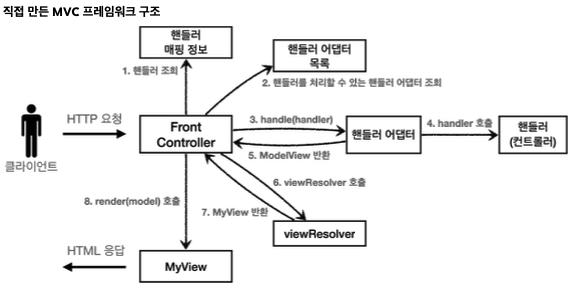 직접 만든 MVC 프레임워크 구조
핸들러
매핑 정보
핸들러 어댑터
목록
1. 핸들러 조회
2. 핸들러를 처리할 수 있는 핸들러 어댑터 조회
HTTP 요청
Front
Controller
3. handle(handler)
핸들러 어댑터
4. handler 호출
핸들러
(컨트롤러)
클라이언트
5. ModelView 반환
6. viewResolver 호출
8. render(model) 호출
7. MyView 반환
viewResolver
HTML 응답
MyView